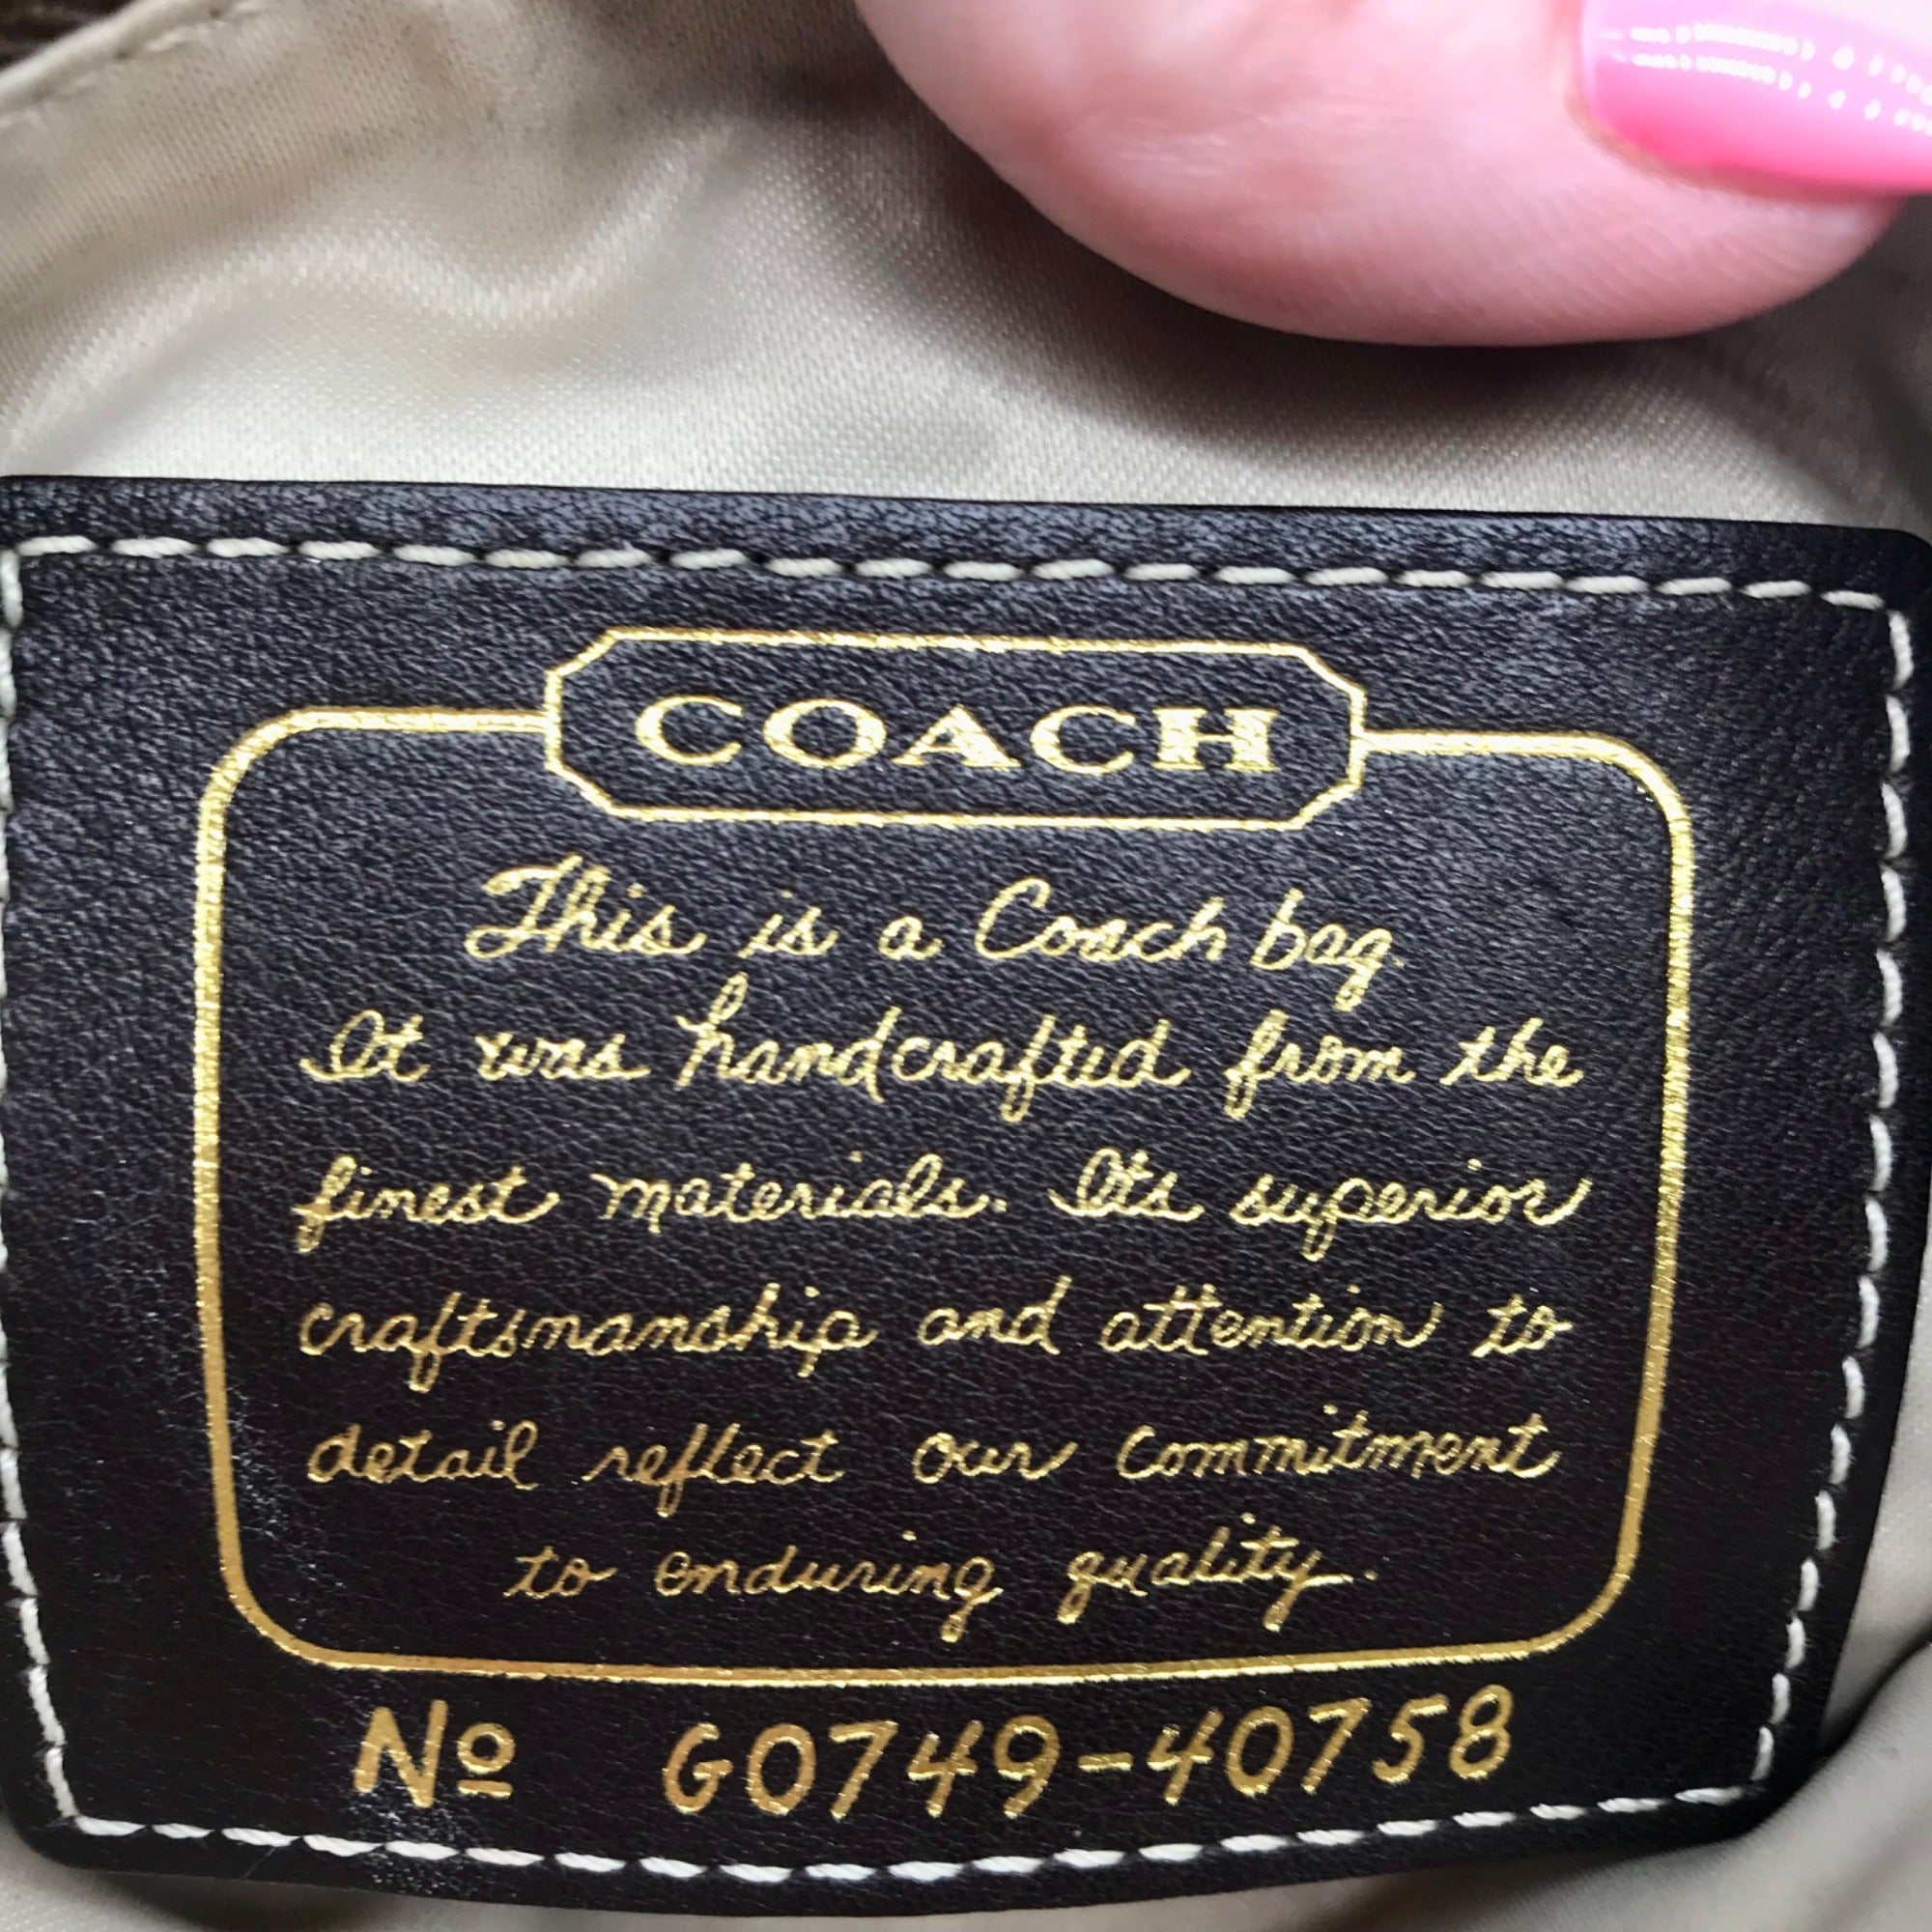 COACH
This is a Coach bag.
It was handcrafted from the
finest materials. Its superior
craftsmanship and attention to
detail reflect our commitment
to enduring quality.
Nº G0749-40758